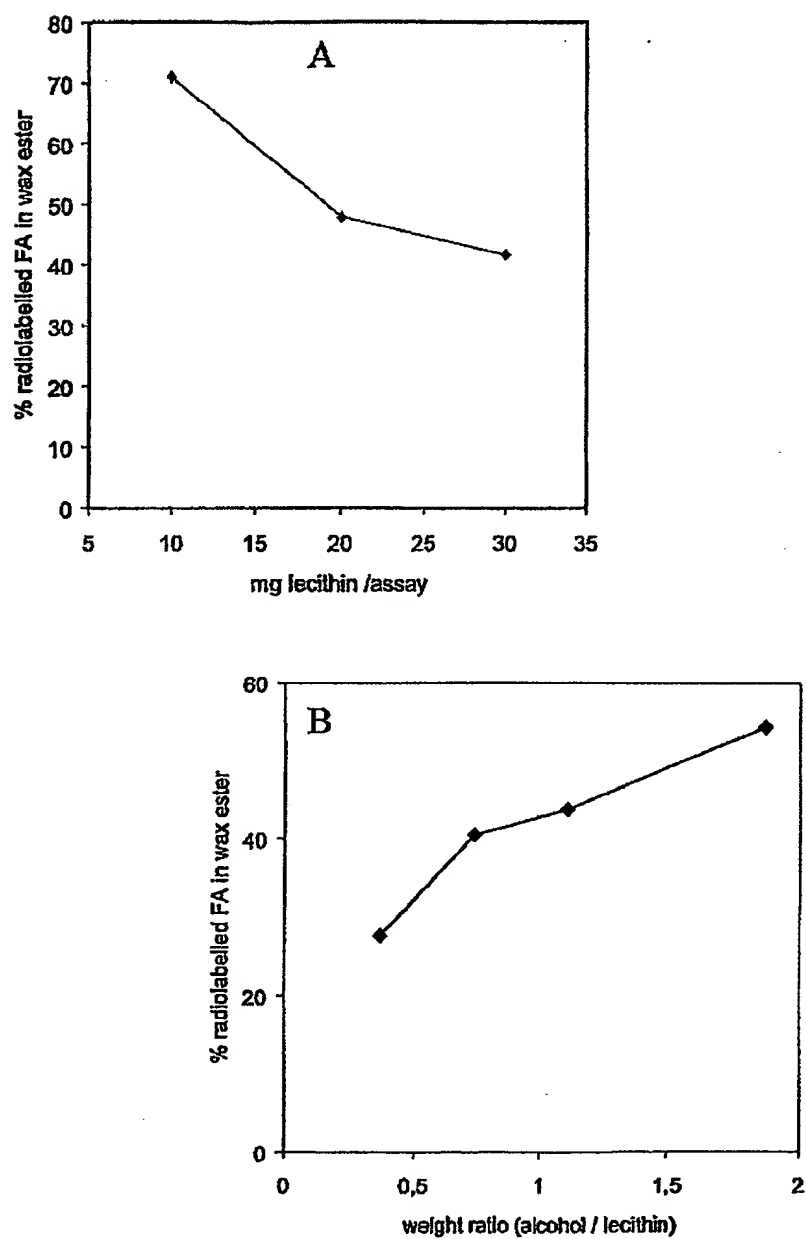 A
% radiolabelled FA in wax ester
80
70
60
50
40
30
20
10
0
5 10 15 20 25 30 35
mg lecithin /assay
B
% radiolabelled FA in wax ester
60
40
20
0
0 0,5 1 1,5 2
weight ratio (alcohol / lecithin)